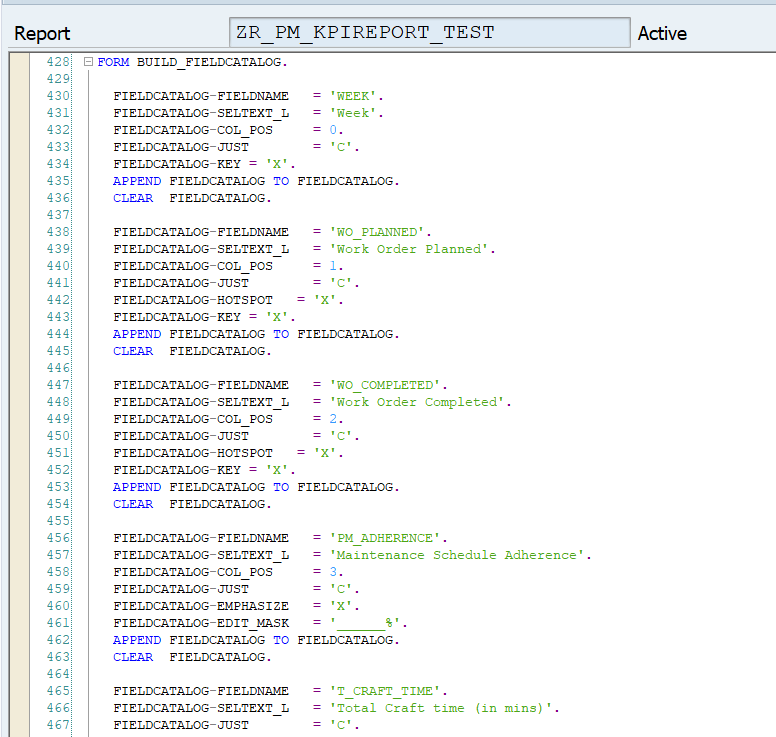 Report ZR_PM_KPIREPORT_TEST Active
428 FORM BUILD_FIELDCATALOG.
429
430 FIELDCATALOG-FIELDNAME = 'WEEK'.
431 FIELDCATALOG-SELTEXT_L = 'Week'.
432 FIELDCATALOG-COL_POS = 0.
433 FIELDCATALOG-JUST = 'C'.
434 FIELDCATALOG-KEY = 'X'.
435 APPEND FIELDCATALOG TO FIELDCATALOG.
436 CLEAR FIELDCATALOG.
437
438 FIELDCATALOG-FIELDNAME = 'WO_PLANNED'.
439 FIELDCATALOG-SELTEXT_L = 'Work Order Planned'.
440 FIELDCATALOG-COL_POS = 1.
441 FIELDCATALOG-JUST = 'C'.
442 FIELDCATALOG-HOTSPOT = 'X'.
443 FIELDCATALOG-KEY = 'X'.
444 APPEND FIELDCATALOG TO FIELDCATALOG.
445 CLEAR FIELDCATALOG.
446
447 FIELDCATALOG-FIELDNAME = 'WO_COMPLETED'.
448 FIELDCATALOG-SELTEXT_L = 'Work Order Completed'.
449 FIELDCATALOG-COL_POS = 2.
450 FIELDCATALOG-JUST = 'C'.
451 FIELDCATALOG-HOTSPOT = 'X'.
452 FIELDCATALOG-KEY = 'X'.
453 APPEND FIELDCATALOG TO FIELDCATALOG.
454 CLEAR FIELDCATALOG.
455
456 FIELDCATALOG-FIELDNAME = 'PM_ADHERENCE'.
457 FIELDCATALOG-SELTEXT_L = 'Maintenance Schedule Adherence'.
458 FIELDCATALOG-COL_POS = 3.
459 FIELDCATALOG-JUST = 'C'.
460 FIELDCATALOG-EMPHASIZE = 'X'.
461 FIELDCATALOG-EDIT_MASK = '______%'.
462 APPEND FIELDCATALOG TO FIELDCATALOG.
463 CLEAR FIELDCATALOG.
464
465 FIELDCATALOG-FIELDNAME = 'T_CRAFT_TIME'.
466 FIELDCATALOG-SELTEXT_L = 'Total Craft time (in mins)'.
467 FIELDCATALOG-JUST = 'C'.